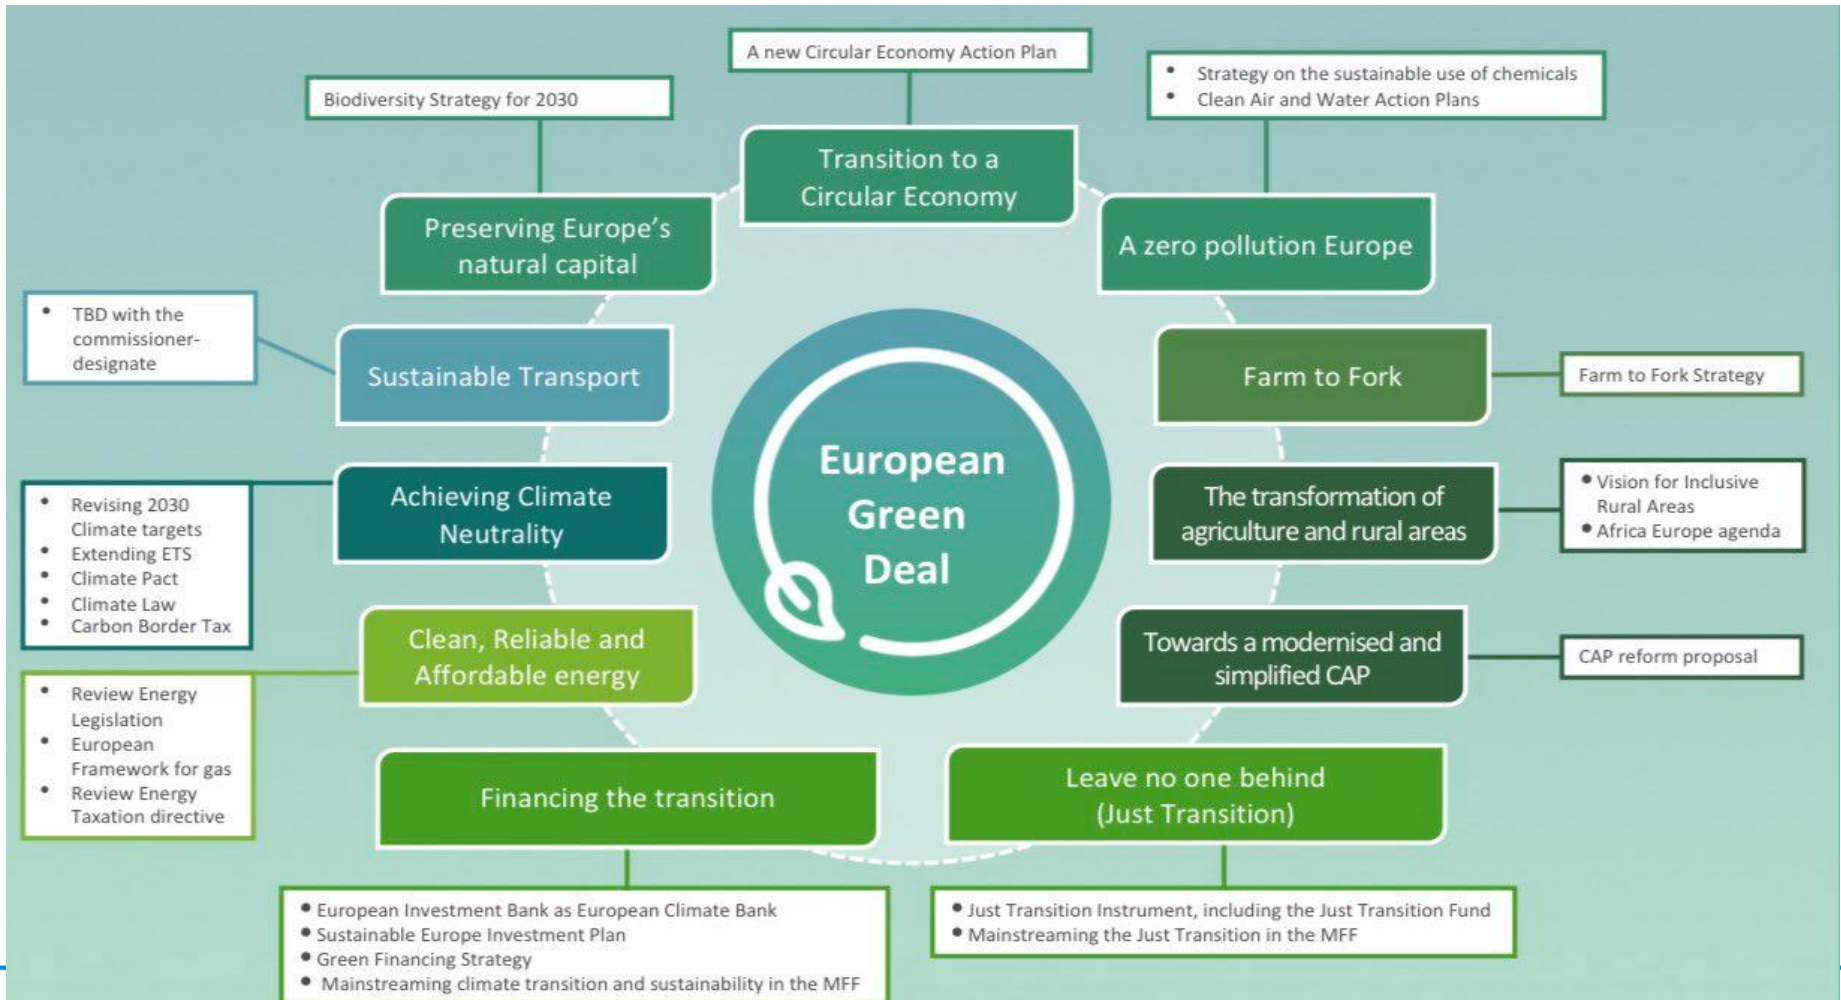 A new Circular Economy Action Plan
• Strategy on the sustainable use of chemicals
• Clean Air and Water Action Plans
Biodiversity Strategy for 2030
Transition to a
Circular Economy
Preserving Europe's
natural capital
A zero pollution Europe
• TBD with the
commissioner-
designate
Sustainable Transport
Farm to Fork
Farm to Fork Strategy
European
Green
Deal
• Revising 2030
Climate targets
• Extending ETS
• Climate Pact
• Climate Law
• Carbon Border Tax
Achieving Climate
Neutrality
The transformation of
agriculture and rural areas
• Vision for Inclusive
Rural Areas
• Africa Europe agenda
Clean, Reliable and
Affordable energy
Towards a modernised and
simplified CAP
CAP reform proposal
• Review Energy
Legislation
• European
Framework for gas
• Review Energy
Taxation directive
Financing the transition
Leave no one behind
(Just Transition)
• European Investment Bank as European Climate Bank
• Sustainable Europe Investment Plan
• Green Financing Strategy
• Mainstreaming climate transition and sustainability in the MFF
• Just Transition Instrument, including the Just Transition Fund
• Mainstreaming the Just Transition in the MFF